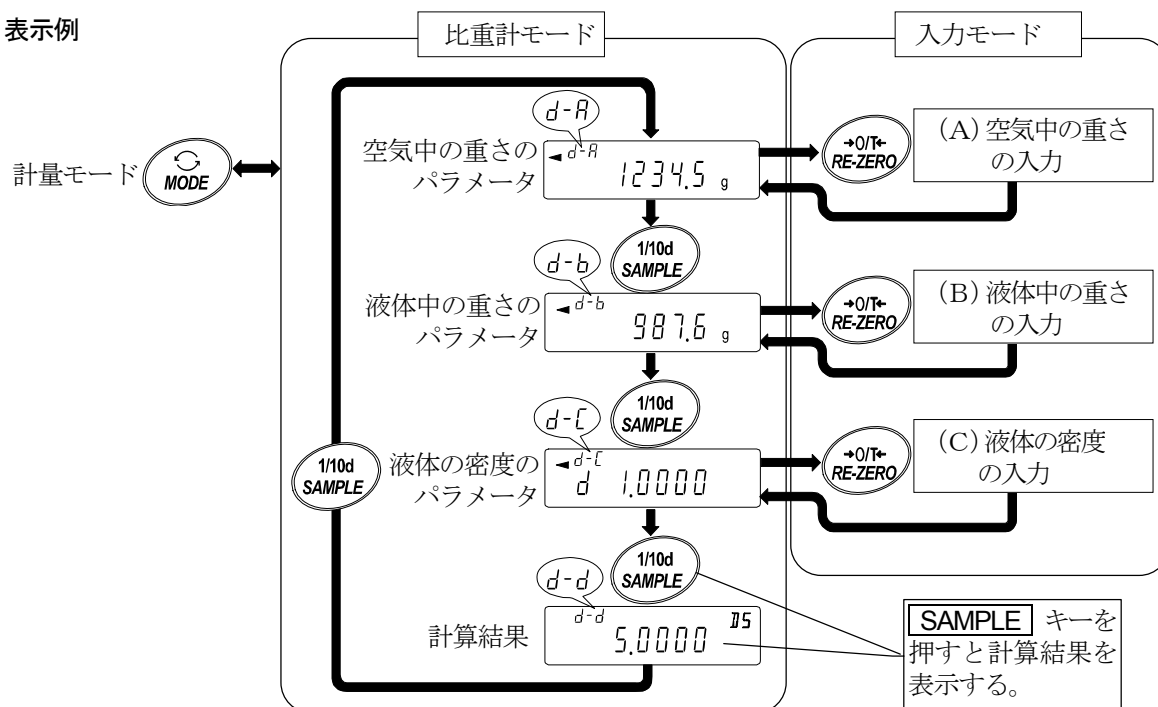 表示例
比重計モード
入力モード
計量モード
MODE
d-A
空気中の重さの
パラメータ
d-A
1234.5 g
→0/T←
RE-ZERO
(A)空気中の重さ
の入力
1/10d
SAMPLE
d-b
液体中の重さの
パラメータ
d-b
987.6 g
→0/T←
RE-ZERO
(B)液体中の重さ
の入力
1/10d
SAMPLE
d-C
液体の密度の
パラメータ
d-C
d 1.0000
→0/T←
RE-ZERO
(C)液体の密度
の入力
1/10d
SAMPLE
1/10d
SAMPLE
d-d
計算結果
d-d
5.0000 DS
SAMPLE キーを
押すと計算結果を
表示する。